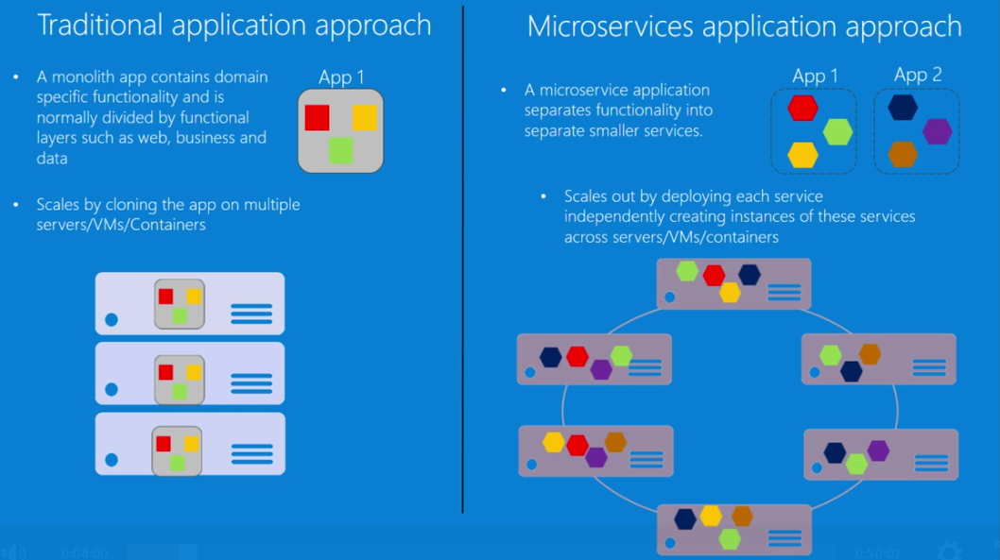 Traditional application approach
• A monolith app contains domain
specific functionality and is
normally divided by functional
layers such as web, business and
data
App 1
• Scales by cloning the app on multiple
servers/VMs/Containers
Microservices application approach
• A microservice application
separates functionality into
separate smaller services.
App 1
App 2
• Scales out by deploying each service
independently creating instances of these services
across servers/VMs/containers
0:04:00
0:50:01